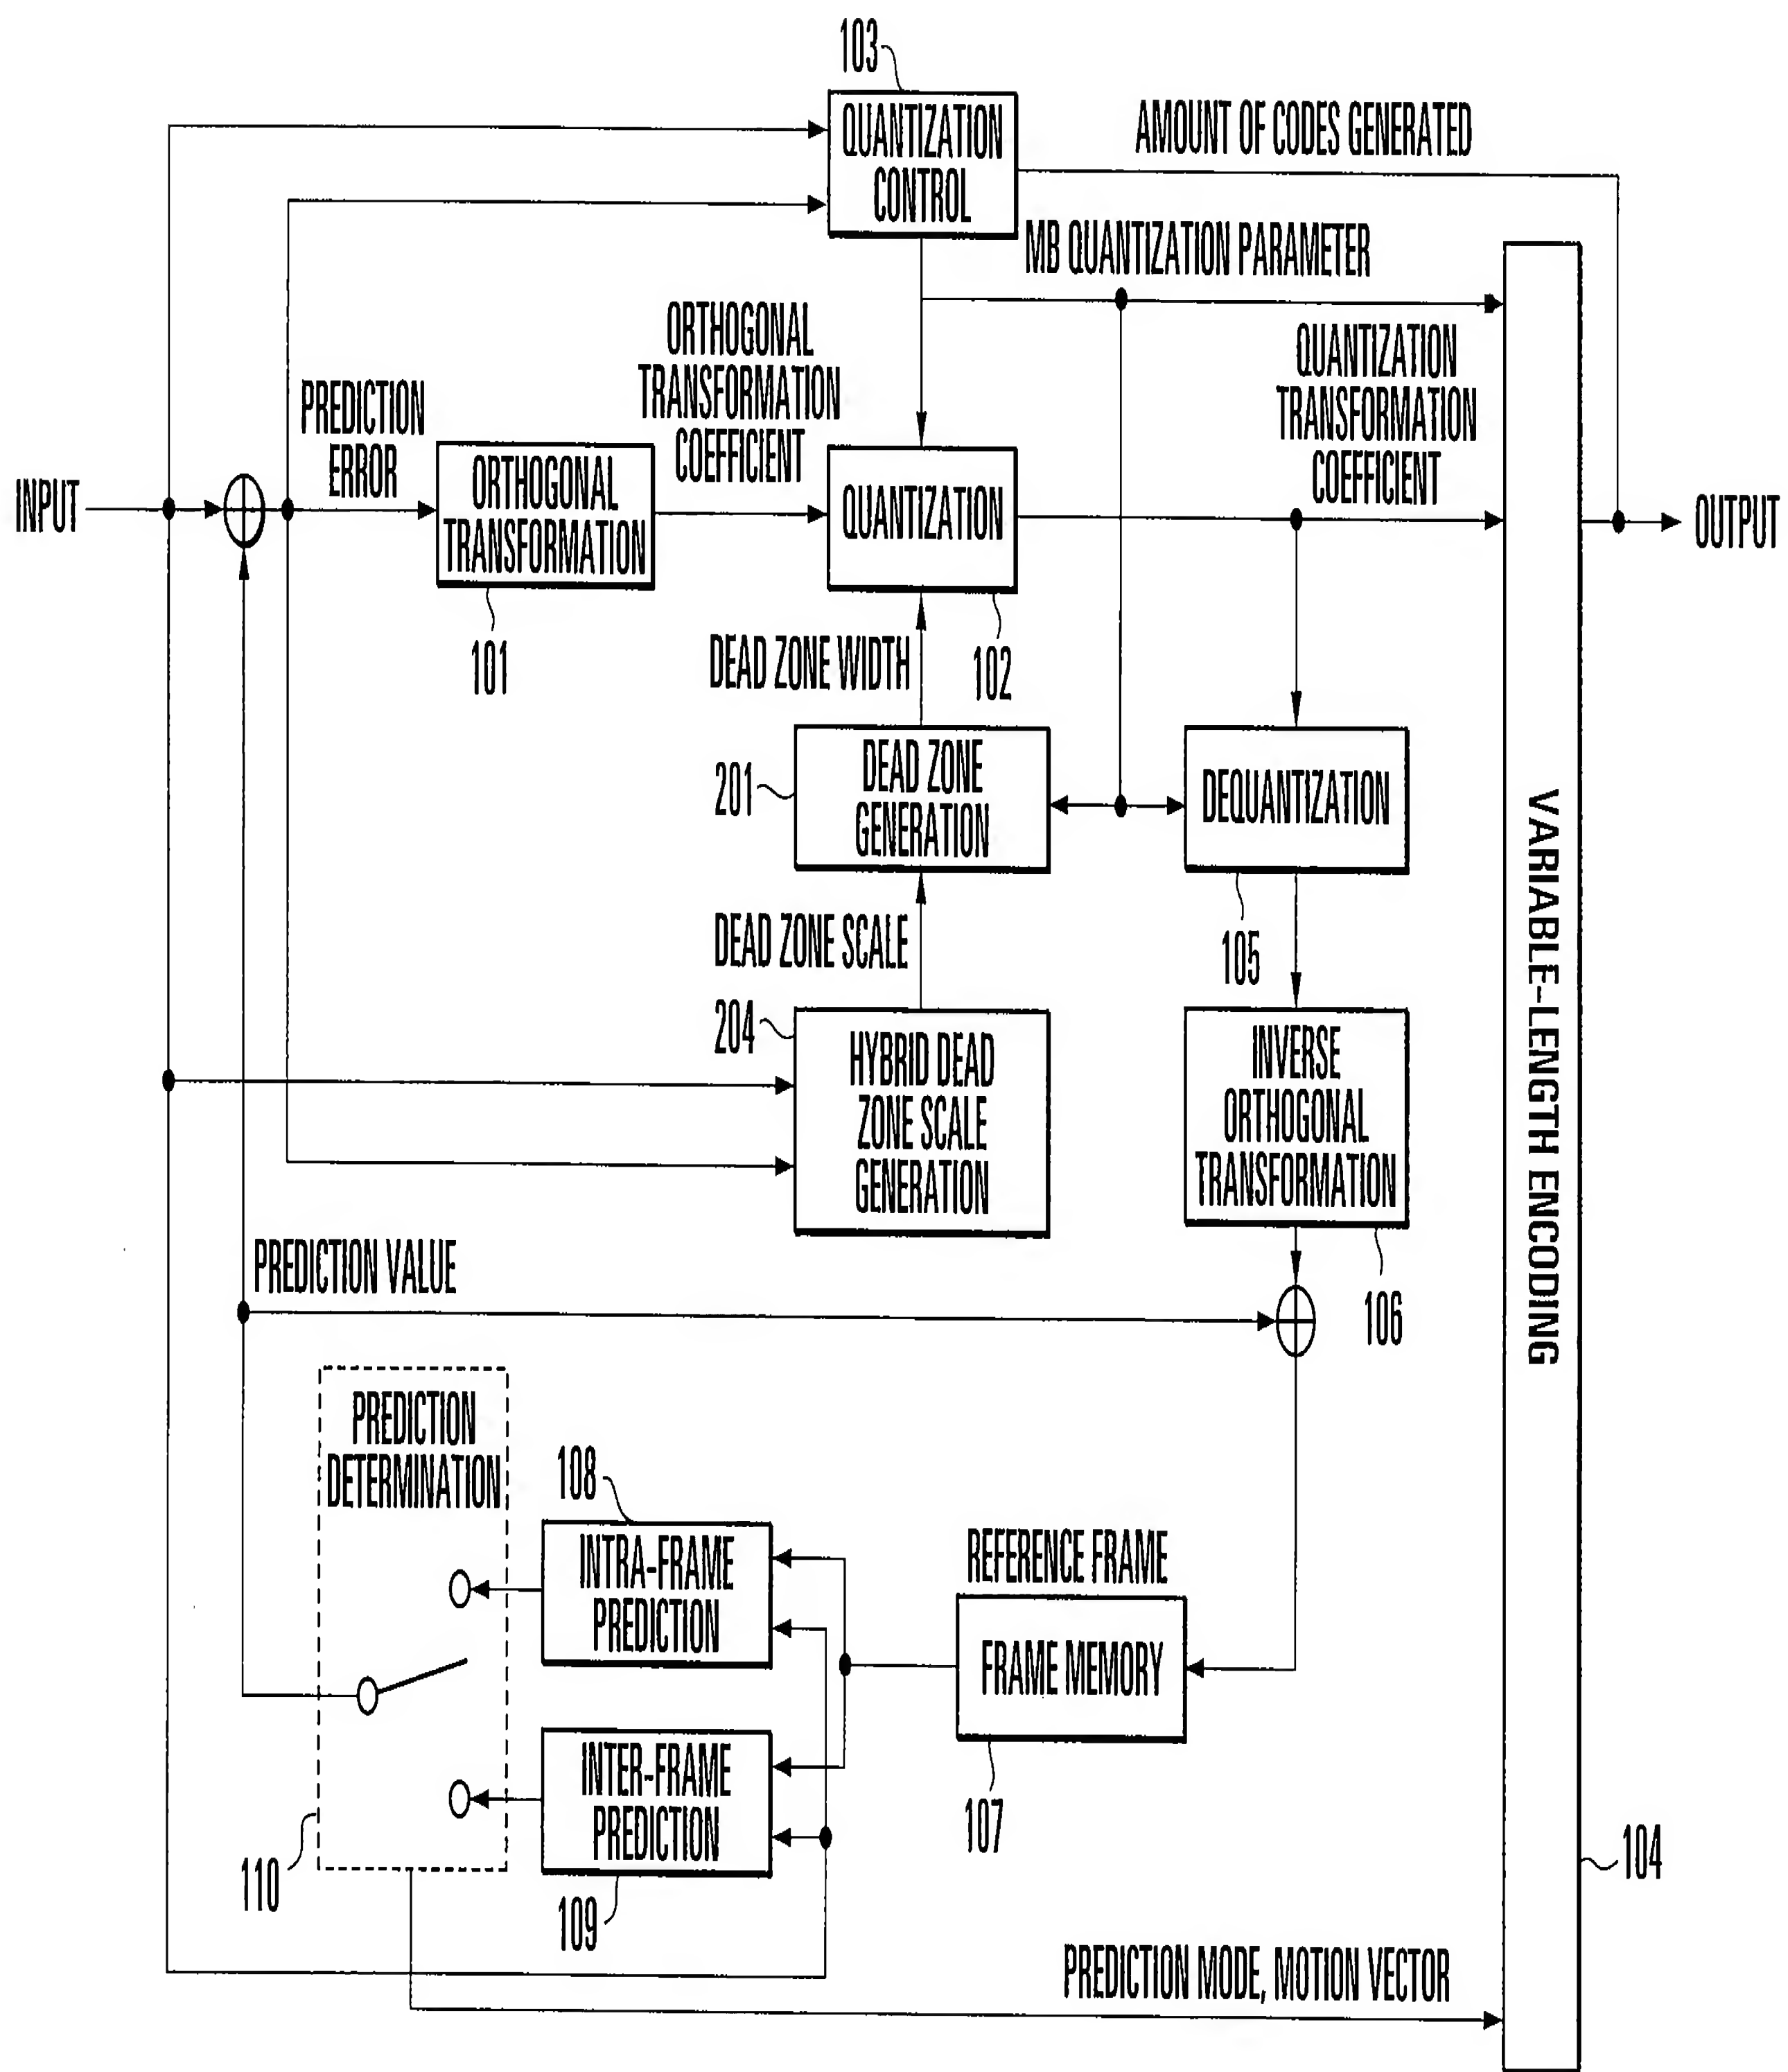 103
QUANTIZATION
CONTROL
AMOUNT OF CODES GENERATED
MB QUANTIZATION PARAMETER
ORTHOGONAL
TRANSFORMATION
COEFFICIENT
QUANTIZATION
TRANSFORMATION
COEFFICIENT
PREDICTION
ERROR
INPUT
ORTHOGONAL
TRANSFORMATION
QUANTIZATION
OUTPUT
101
DEAD ZONE WIDTH
102
201
DEAD ZONE
GENERATION
DEQUANTIZATION
VARIABLE-LENGTH ENCODING
DEAD ZONE SCALE
105
204
HYBRID DEAD
ZONE SCALE
GENERATION
INVERSE
ORTHOGONAL
TRANSFORMATION
PREDICTION VALUE
106
PREDICTION
DETERMINATION
108
INTRA-FRAME
PREDICTION
REFERENCE FRAME
FRAME MEMORY
INTER-FRAME
PREDICTION
107
110
109
104
PREDICTION MODE, MOTION VECTOR